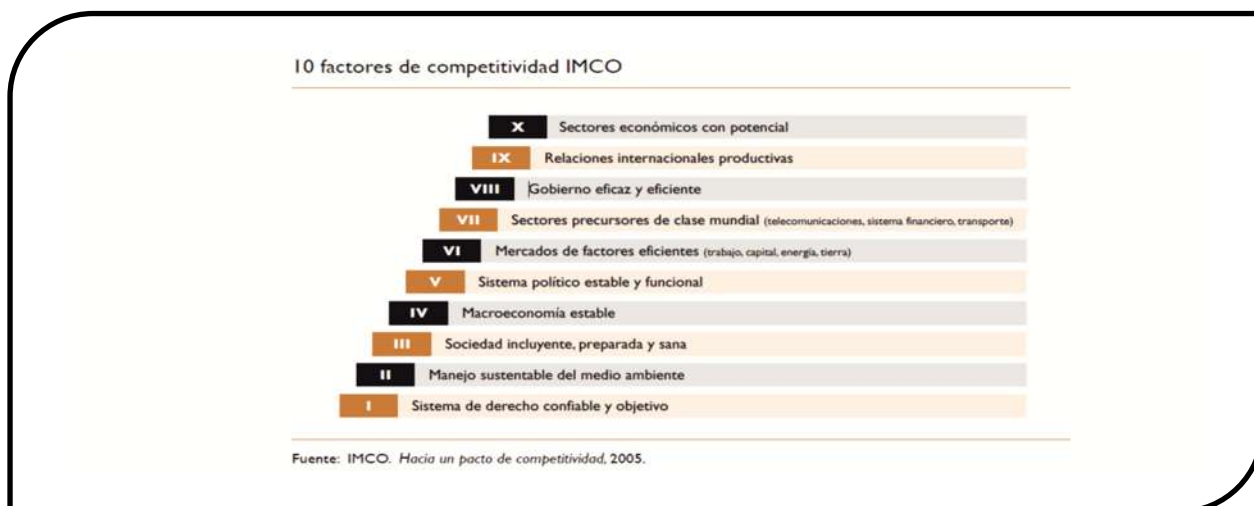 10 factores de competitividad IMCO
X Sectores económicos con potencial
IX Relaciones internacionales productivas
VIII Gobierno eficaz y eficiente
VII Sectores precursores de clase mundial (telecomunicaciones, sistema financiero, transporte)
VI Mercados de factores eficientes (trabajo, capital, energía, tierra)
V Sistema político estable y funcional
IV Macroeconomía estable
III Sociedad incluyente, preparada y sana
II Manejo sustentable del medio ambiente
I Sistema de derecho confiable y objetivo
Fuente: IMCO. Hacia un pacto de competitividad, 2005.